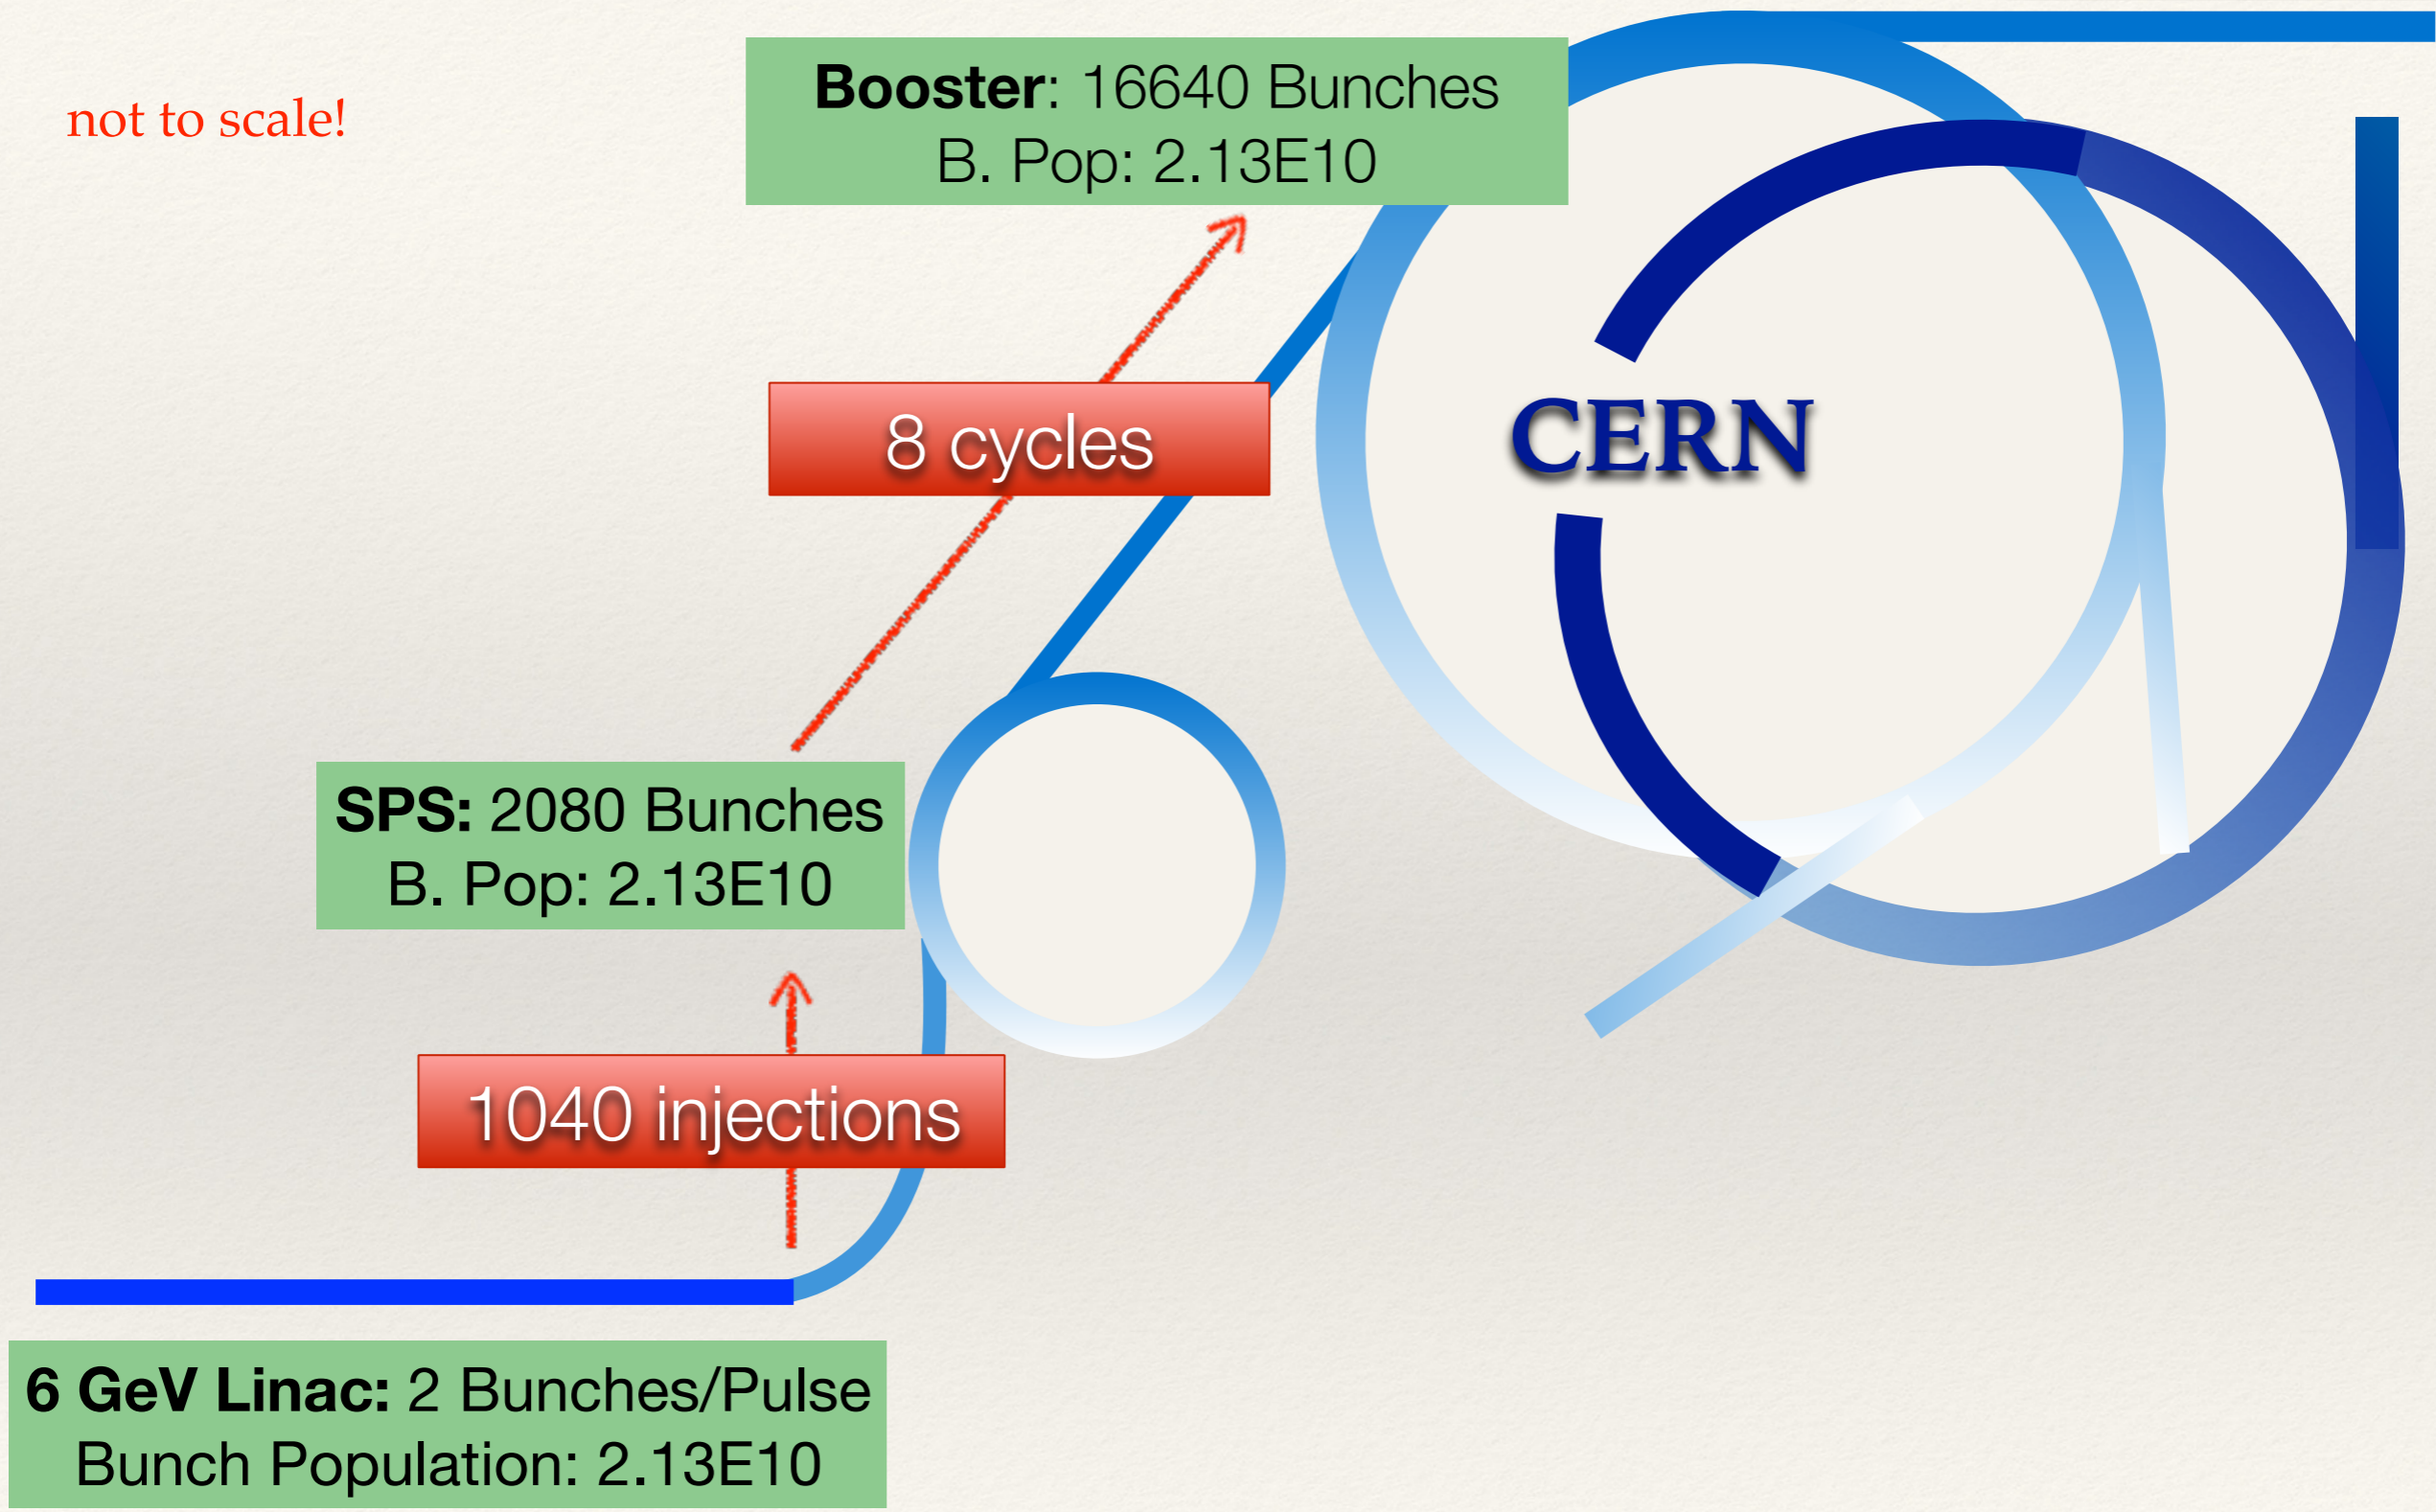 not to scale!
Booster: 16640 Bunches
B. Pop: 2.13E10
8 cycles
CERN
SPS: 2080 Bunches
B. Pop: 2.13E10
1040 injections
6 GeV Linac: 2 Bunches/Pulse
Bunch Population: 2.13E10